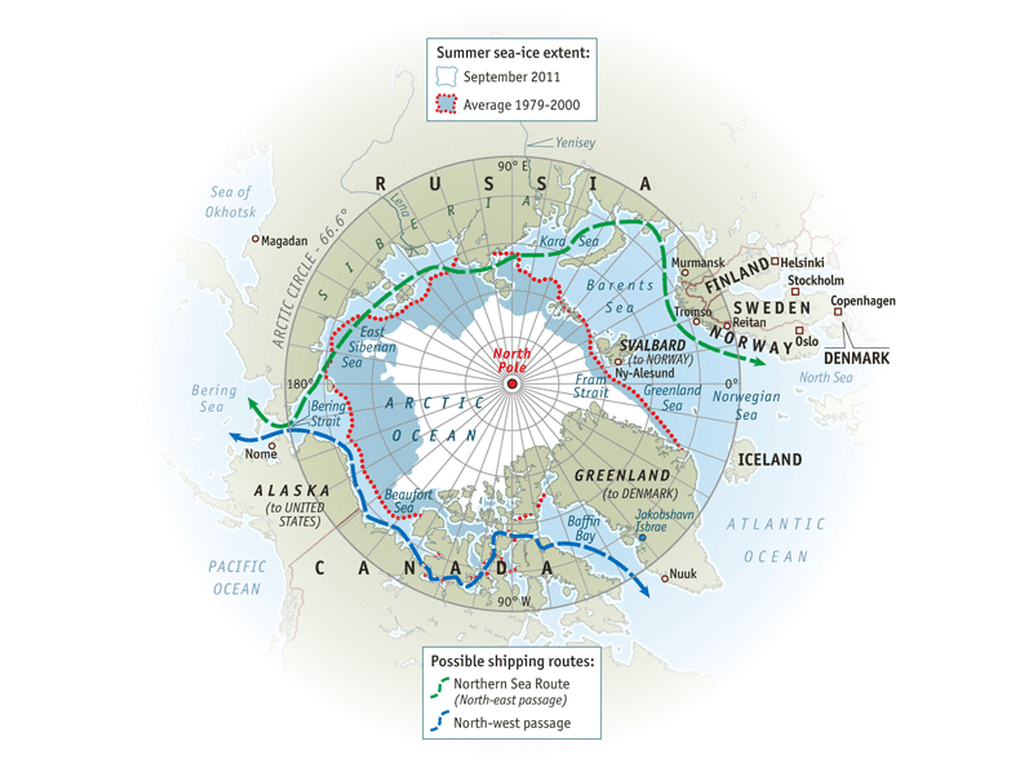 Summer sea-ice extent:
September 2011
Average 1979-2000
Yenisey
90° E
R U S S I A
Sea of
Okhotsk
Lena
S I B E R I A
Magadan
ARCTIC CIRCLE - 66.6°
Kara Sea
Murmansk
FINLAND
Helsinki
Stockholm
Barents
Sea
SWEDEN
Copenhagen
Tromso
Reitan
NORWAY
Oslo
DENMARK
East
Siberian
Sea
North
Pole
SVALBARD
(to NORWAY)
Ny-Alesund
North Sea
180°
0°
Bering
Sea
Bering
Strait
ARCTIC
OCEAN
Fram
Strait
Greenland
Sea
Norwegian
Sea
Nome
ICELAND
ALASKA
(to UNITED
STATES)
Beaufort
Sea
GREENLAND
(to DENMARK)
Baffin
Bay
Jakobshavn
Isbrae
ATLANTIC
OCEAN
PACIFIC
OCEAN
C A N A D A
Nuuk
90° W
Possible shipping routes:
Northern Sea Route
(North-east passage)
North-west passage